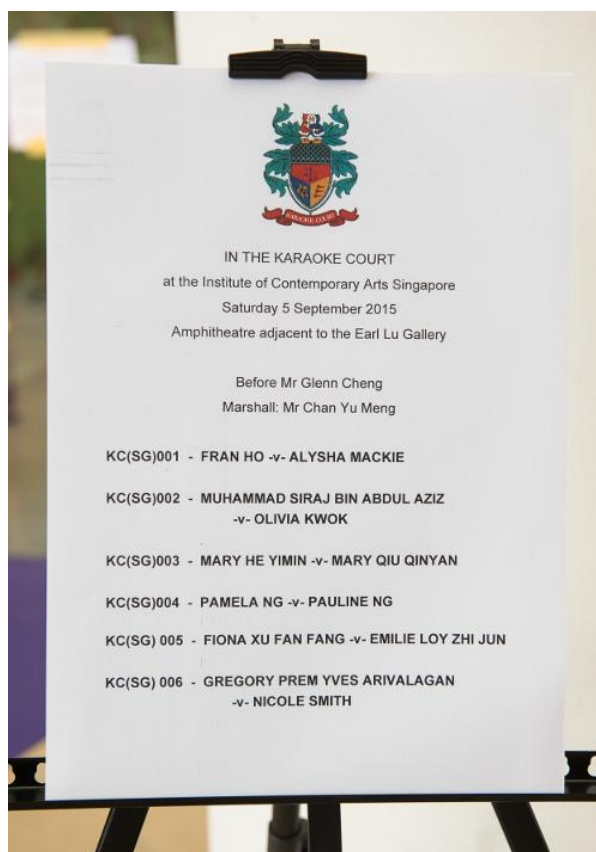 KARAOKE COURT
IN THE KARAOKE COURT
at the Institute of Contemporary Arts Singapore
Saturday 5 September 2015
Amphitheatre adjacent to the Earl Lu Gallery
Before Mr Glenn Cheng
Marshall: Mr Chan Yu Meng
KC(SG)001 - FRAN HO -v- ALYSHA MACKIE
KC(SG)002 - MUHAMMAD SIRAJ BIN ABDUL AZIZ
-v- OLIVIA KWOK
KC(SG)003 - MARY HE YIMIN -v- MARY QIU QINYAN
KC(SG)004 - PAMELA NG -v- PAULINE NG
KC(SG) 005 - FIONA XU FAN FANG -v- EMILIE LOY ZHI JUN
KC(SG) 006 - GREGORY PREM YVES ARIVALAGAN
-v- NICOLE SMITH